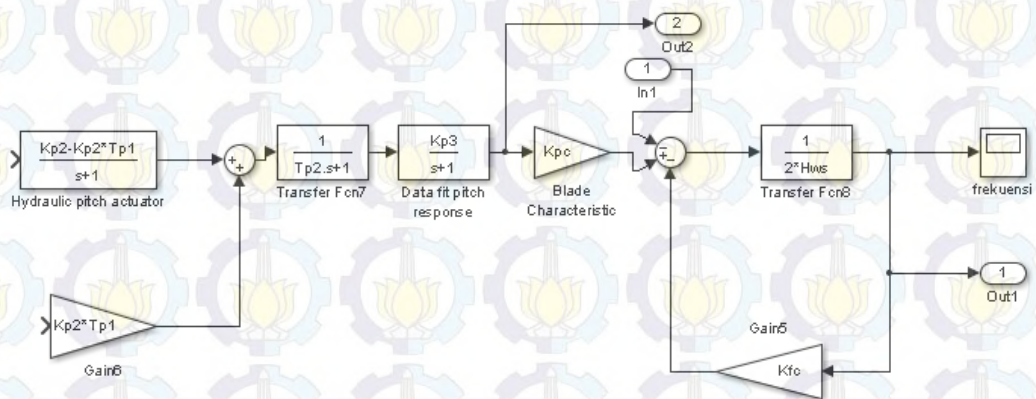 2
Out2
1
In1
Kp2-Kp2*Tp1
s+1
Hydraulic pitch actuator
1
Tp2.s+1
Transfer Fcn7
Kp3
s+1
Data fit pitch
response
Kpc
Blade
Characteristic
1
2*Hws
Transfer Fcn8
frekuensi
1
Out1
Kp2*Tp1
Gain6
Gain5
Kfc